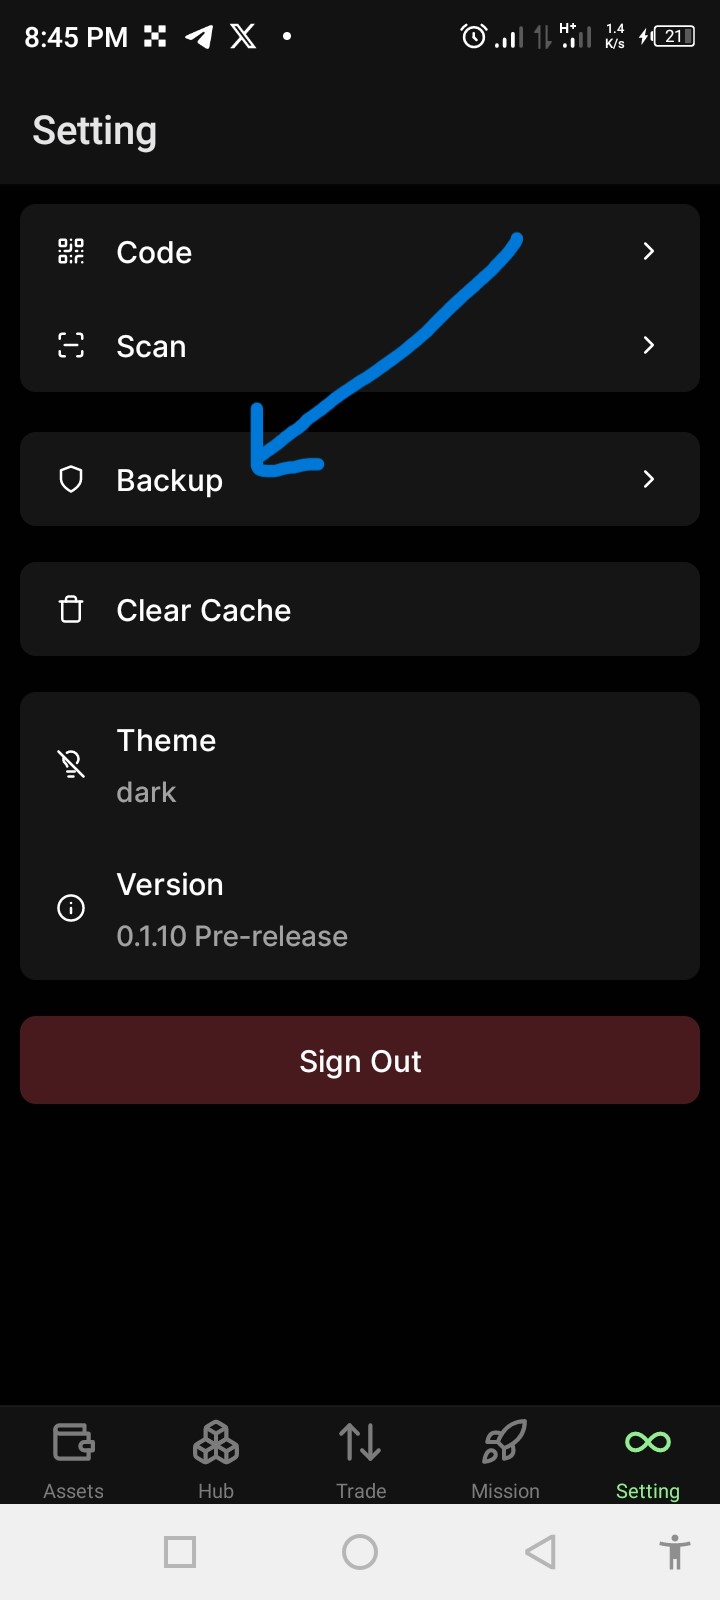 8:45 PM
H+
1.4
K/s
21
Setting
Code
Scan
Backup
Clear Cache
Theme
dark
Version
0.1.10 Pre-release
Sign Out
Assets
Hub
Trade
Mission
Setting